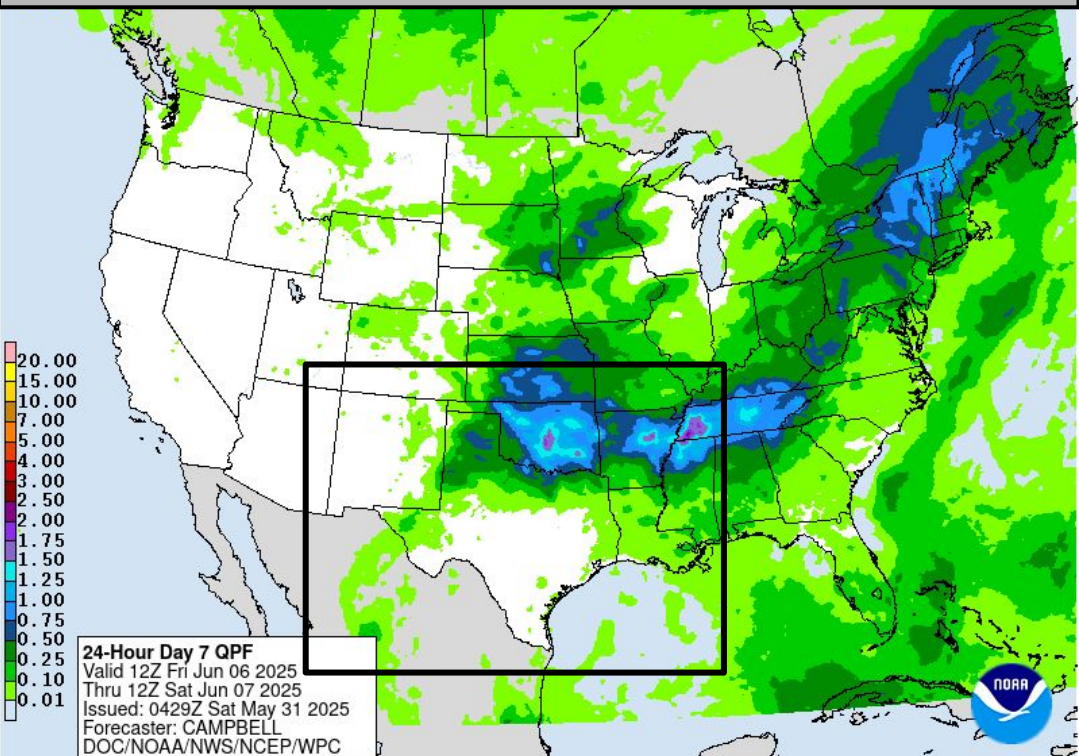 20.00
15.00
10.00
7.00
5.00
4.00
3.00
2.50
2.00
1.75
1.50
1.25
1.00
0.75
0.50
0.25
0.10
0.01
24-Hour Day 7 QPF
Valid 12Z Fri Jun 06 2025
Thru 12Z Sat Jun 07 2025
Issued: 0429Z Sat May 31 2025
Forecaster: CAMPBELL
DOC/NOAA/NWS/NCEP/WPC
NOAA